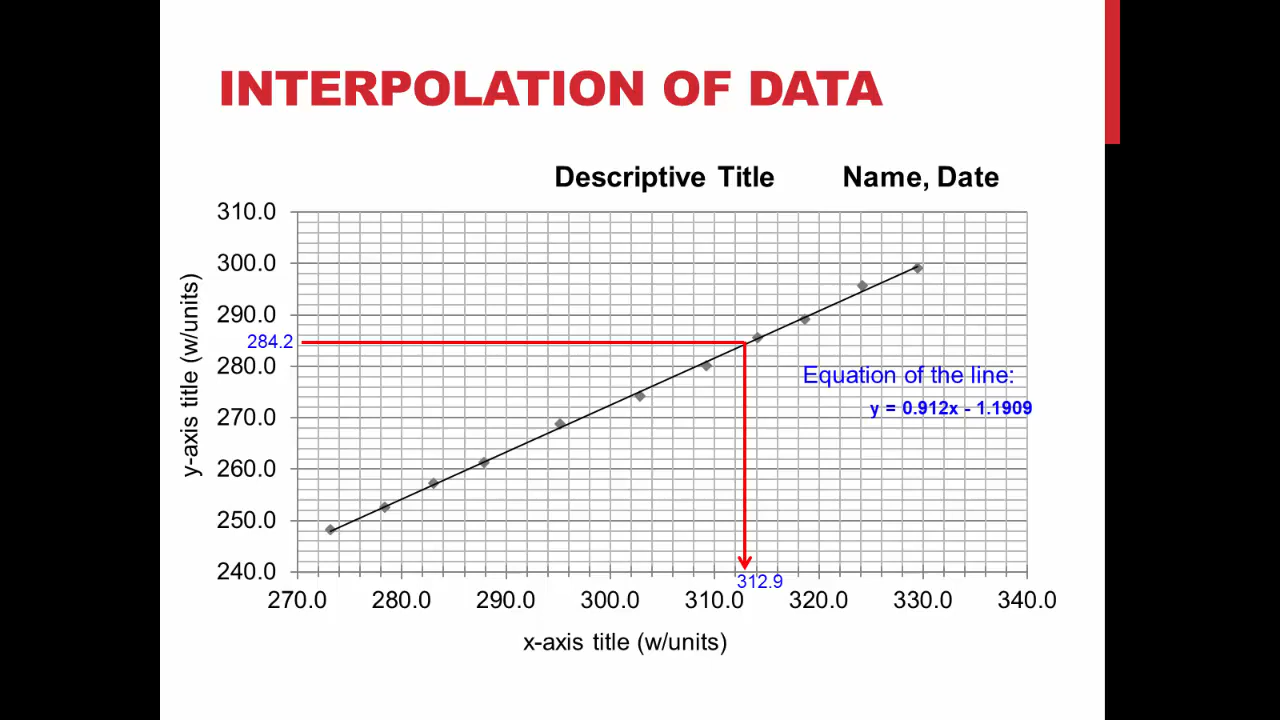 INTERPOLATION OF DATA
Descriptive Title Name, Date
y-axis title (w/units)
310.0
300.0
290.0
284.2
280.0
270.0
260.0
250.0
240.0
Equation of the line:
y = 0.912x - 1.1909
312.9
270.0 280.0 290.0 300.0 310.0 320.0 330.0 340.0
x-axis title (w/units)